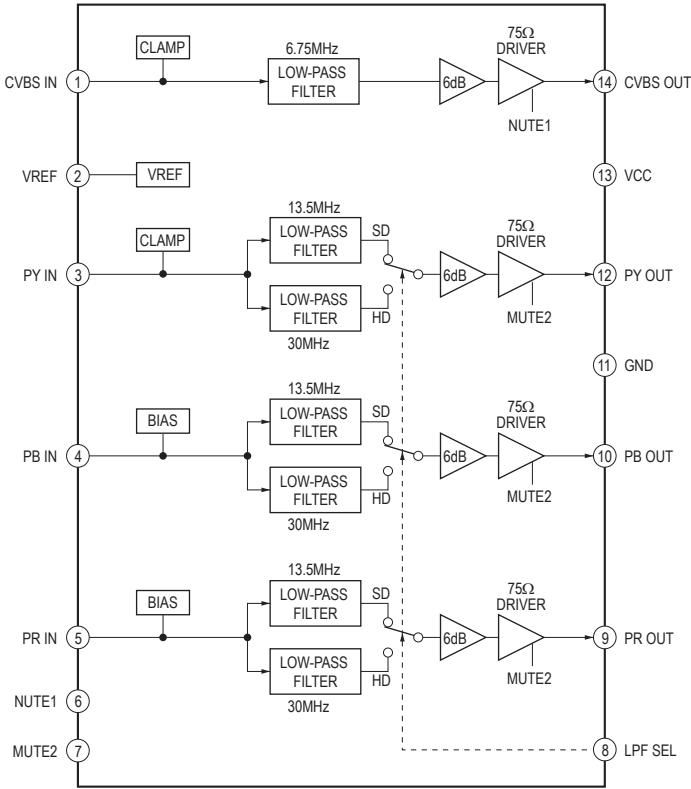 CLAMP
6.75MHz
LOW-PASS
FILTER
75Ω
DRIVER
CVBS IN
1
6dB
14
CVBS OUT
NUTE1
VREF
2
VREF
13
VCC
13.5MHz
CLAMP
LOW-PASS
FILTER
SD
75Ω
DRIVER
PY IN
3
6dB
12
PY OUT
LOW-PASS
FILTER
HD
MUTE2
30MHz
11
GND
13.5MHz
BIAS
LOW-PASS
FILTER
SD
75Ω
DRIVER
PB IN
4
6dB
10
PB OUT
LOW-PASS
FILTER
HD
MUTE2
30MHz
13.5MHz
BIAS
LOW-PASS
FILTER
SD
75Ω
DRIVER
PR IN
5
6dB
9
PR OUT
LOW-PASS
FILTER
HD
MUTE2
30MHz
NUTE1
6
MUTE2
7
8
LPF SEL